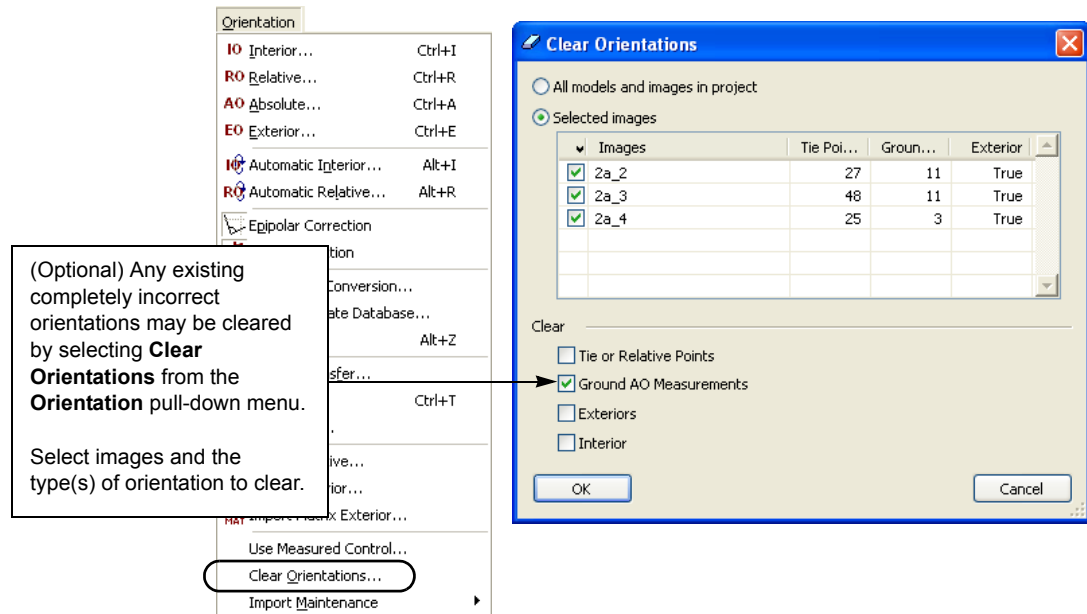 Orientation
IO Interior... Ctrl+I
RO Relative... Ctrl+R
AO Absolute... Ctrl+A
EO Exterior... Ctrl+E
IO Automatic Interior... Alt+I
RO Automatic Relative... Alt+R
Epipolar Correction
tion
Conversion...
ate Database...
Alt+Z
sfer...
Ctrl+T
.
ive...
ior...
MAT Import Matrix Exterior...
Use Measured Control...
Clear Orientations...
Import Maintenance
(Optional) Any existing
completely incorrect
orientations may be cleared
by selecting Clear
Orientations from the
Orientation pull-down menu.
Select images and the
type(s) of orientation to clear.
Clear Orientations
All models and images in project
Selected images
Images Tie Poi... Groun... Exterior
2a_2 27 11 True
2a_3 48 11 True
2a_4 25 3 True
Clear
Tie or Relative Points
Ground AO Measurements
Exteriors
Interior
OK Cancel